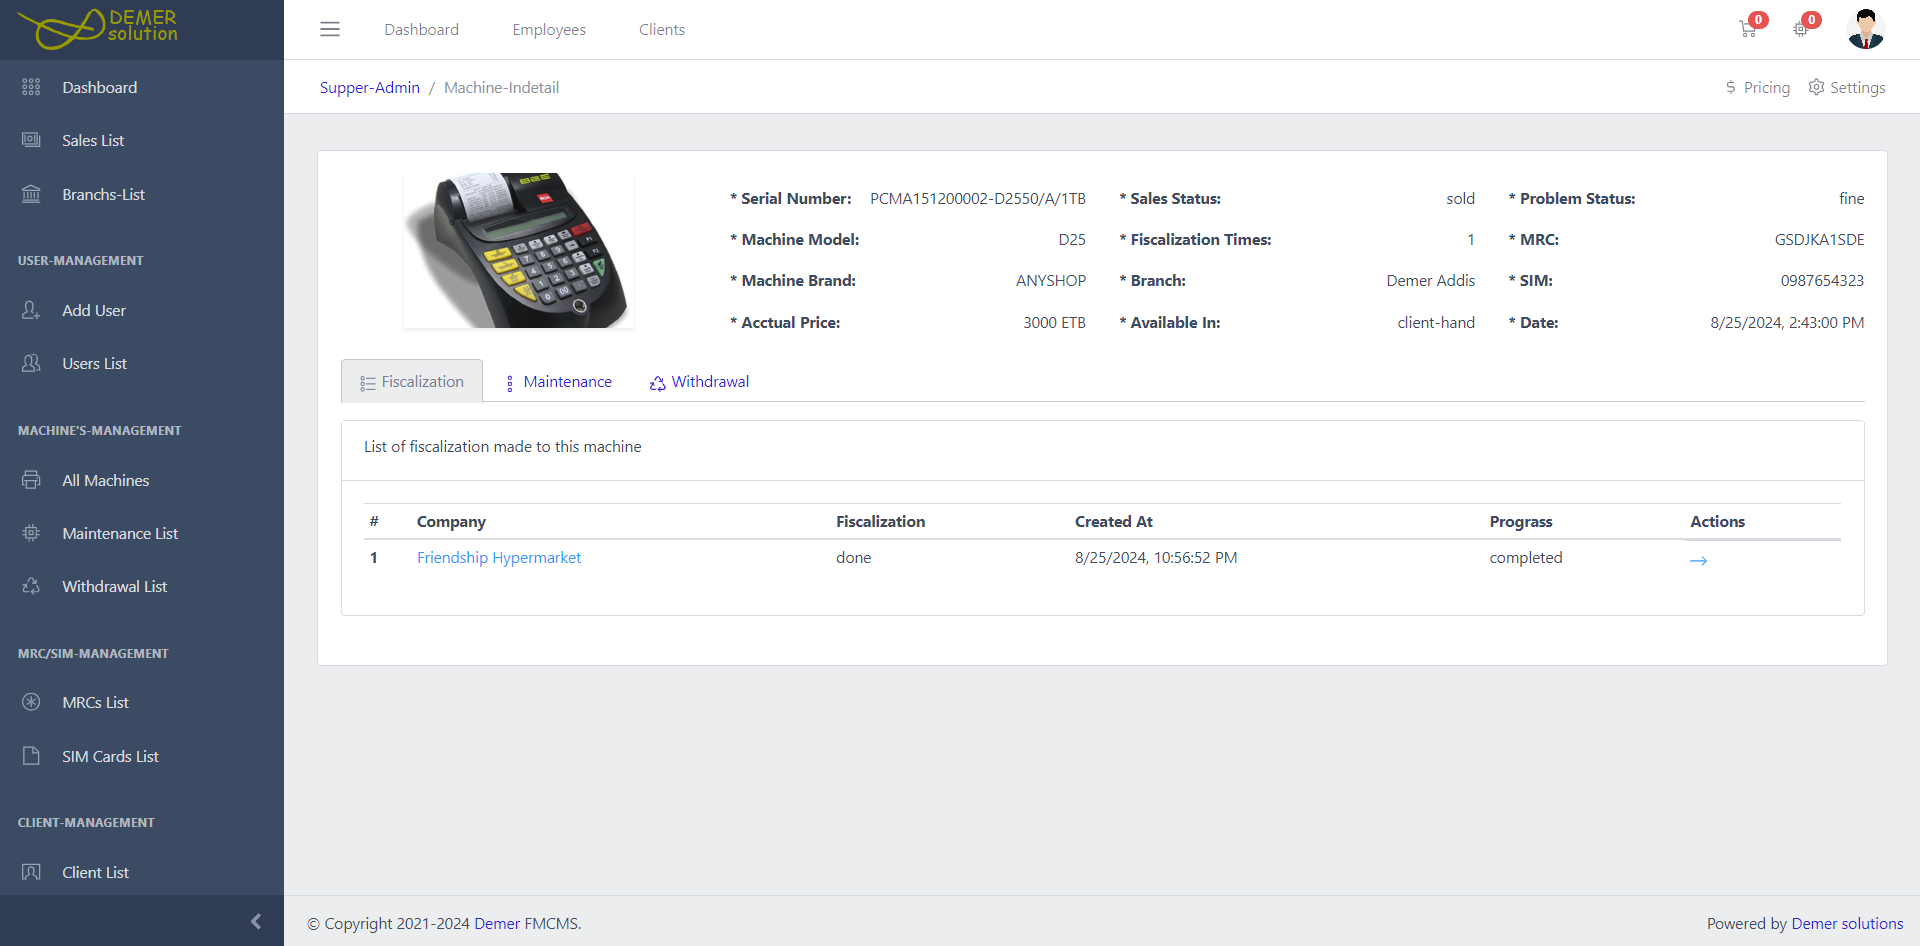 DEMER
solution
Dashboard
Employees
Clients
0
0
Supper-Admin / Machine-Indetail
Pricing
Settings
Dashboard
Sales List
Branchs-List
USER-MANAGEMENT
Add User
Users List
MACHINE'S-MANAGEMENT
All Machines
Maintenance List
Withdrawal List
MRC/SIM-MANAGEMENT
MRCs List
SIM Cards List
CLIENT-MANAGEMENT
Client List
* Serial Number: PCMA151200002-D2550/A/1TB
* Machine Model: D25
* Machine Brand: ANYSHOP
* Acctual Price: 3000 ETB
* Sales Status: sold
* Fiscalization Times: 1
* Branch: Demer Addis
* Available In: client-hand
* Problem Status: fine
* MRC: GSDJKA1SDE
* SIM: 0987654323
* Date: 8/25/2024, 2:43:00 PM
Fiscalization
Maintenance
Withdrawal
List of fiscalization made to this machine
# Company Fiscalization Created At Prograss Actions
1 Friendship Hypermarket done 8/25/2024, 10:56:52 PM completed →
© Copyright 2021-2024 Demer FMCMS.
Powered by Demer solutions